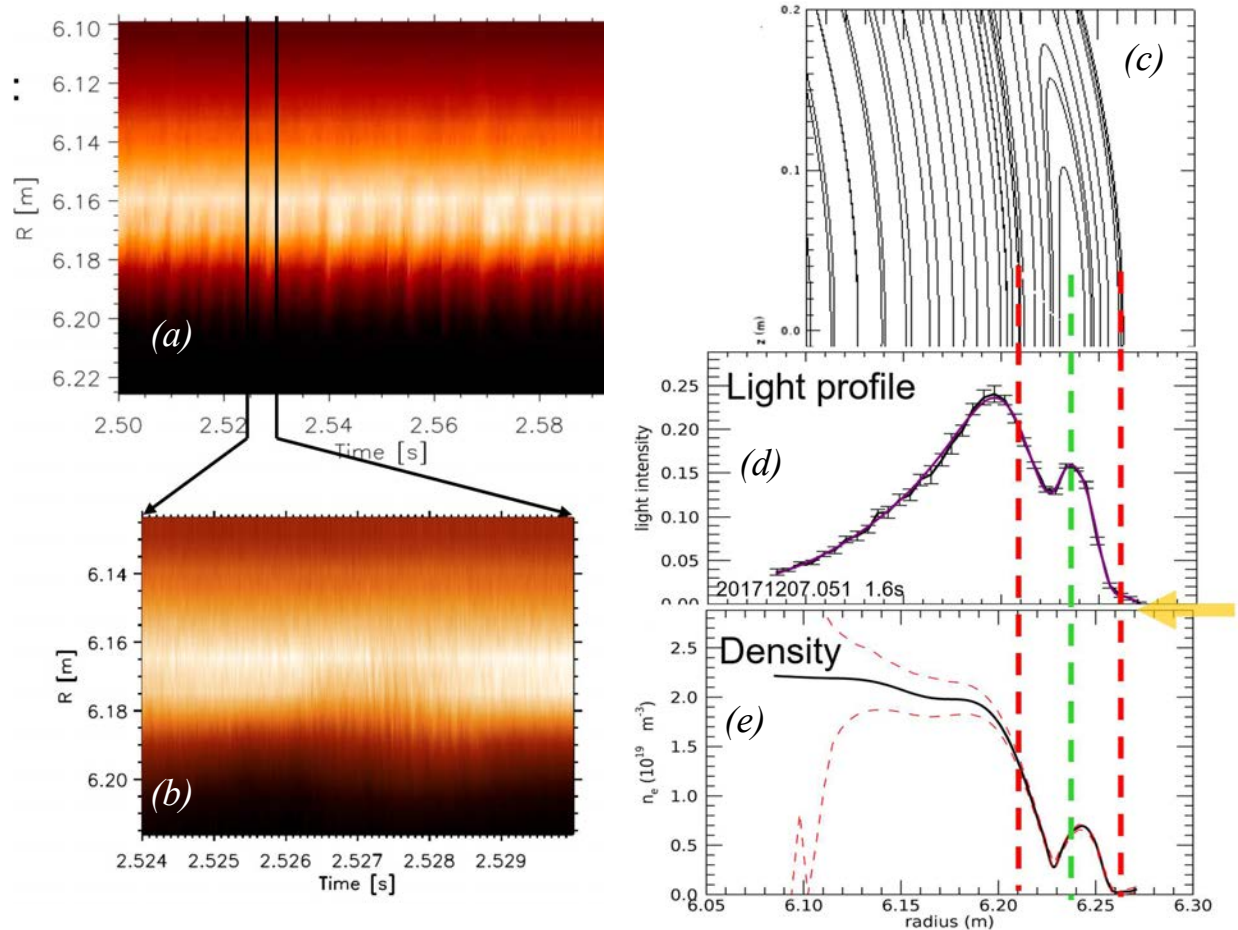 6.10
6.12
6.14
6.16
6.18
6.20
6.22
R [m]
(a)
2.50 2.52 2.54 2.56 2.58
Time [s]
6.14
6.16
6.18
6.20
R [m]
(b)
2.524 2.525 2.526 2.527 2.528 2.529
Time [s]
0.2
0.1
0.0
z (m)
(c)
0.25
0.20
0.15
0.10
0.05
0.00
light intensity
Light profile
(d)
20171207.051 1.6s
2.5
2.0
1.5
1.0
0.5
0.0
nₑ (10¹⁹ m⁻³)
Density
(e)
6.05 6.10 6.15 6.20 6.25 6.30
radius (m)